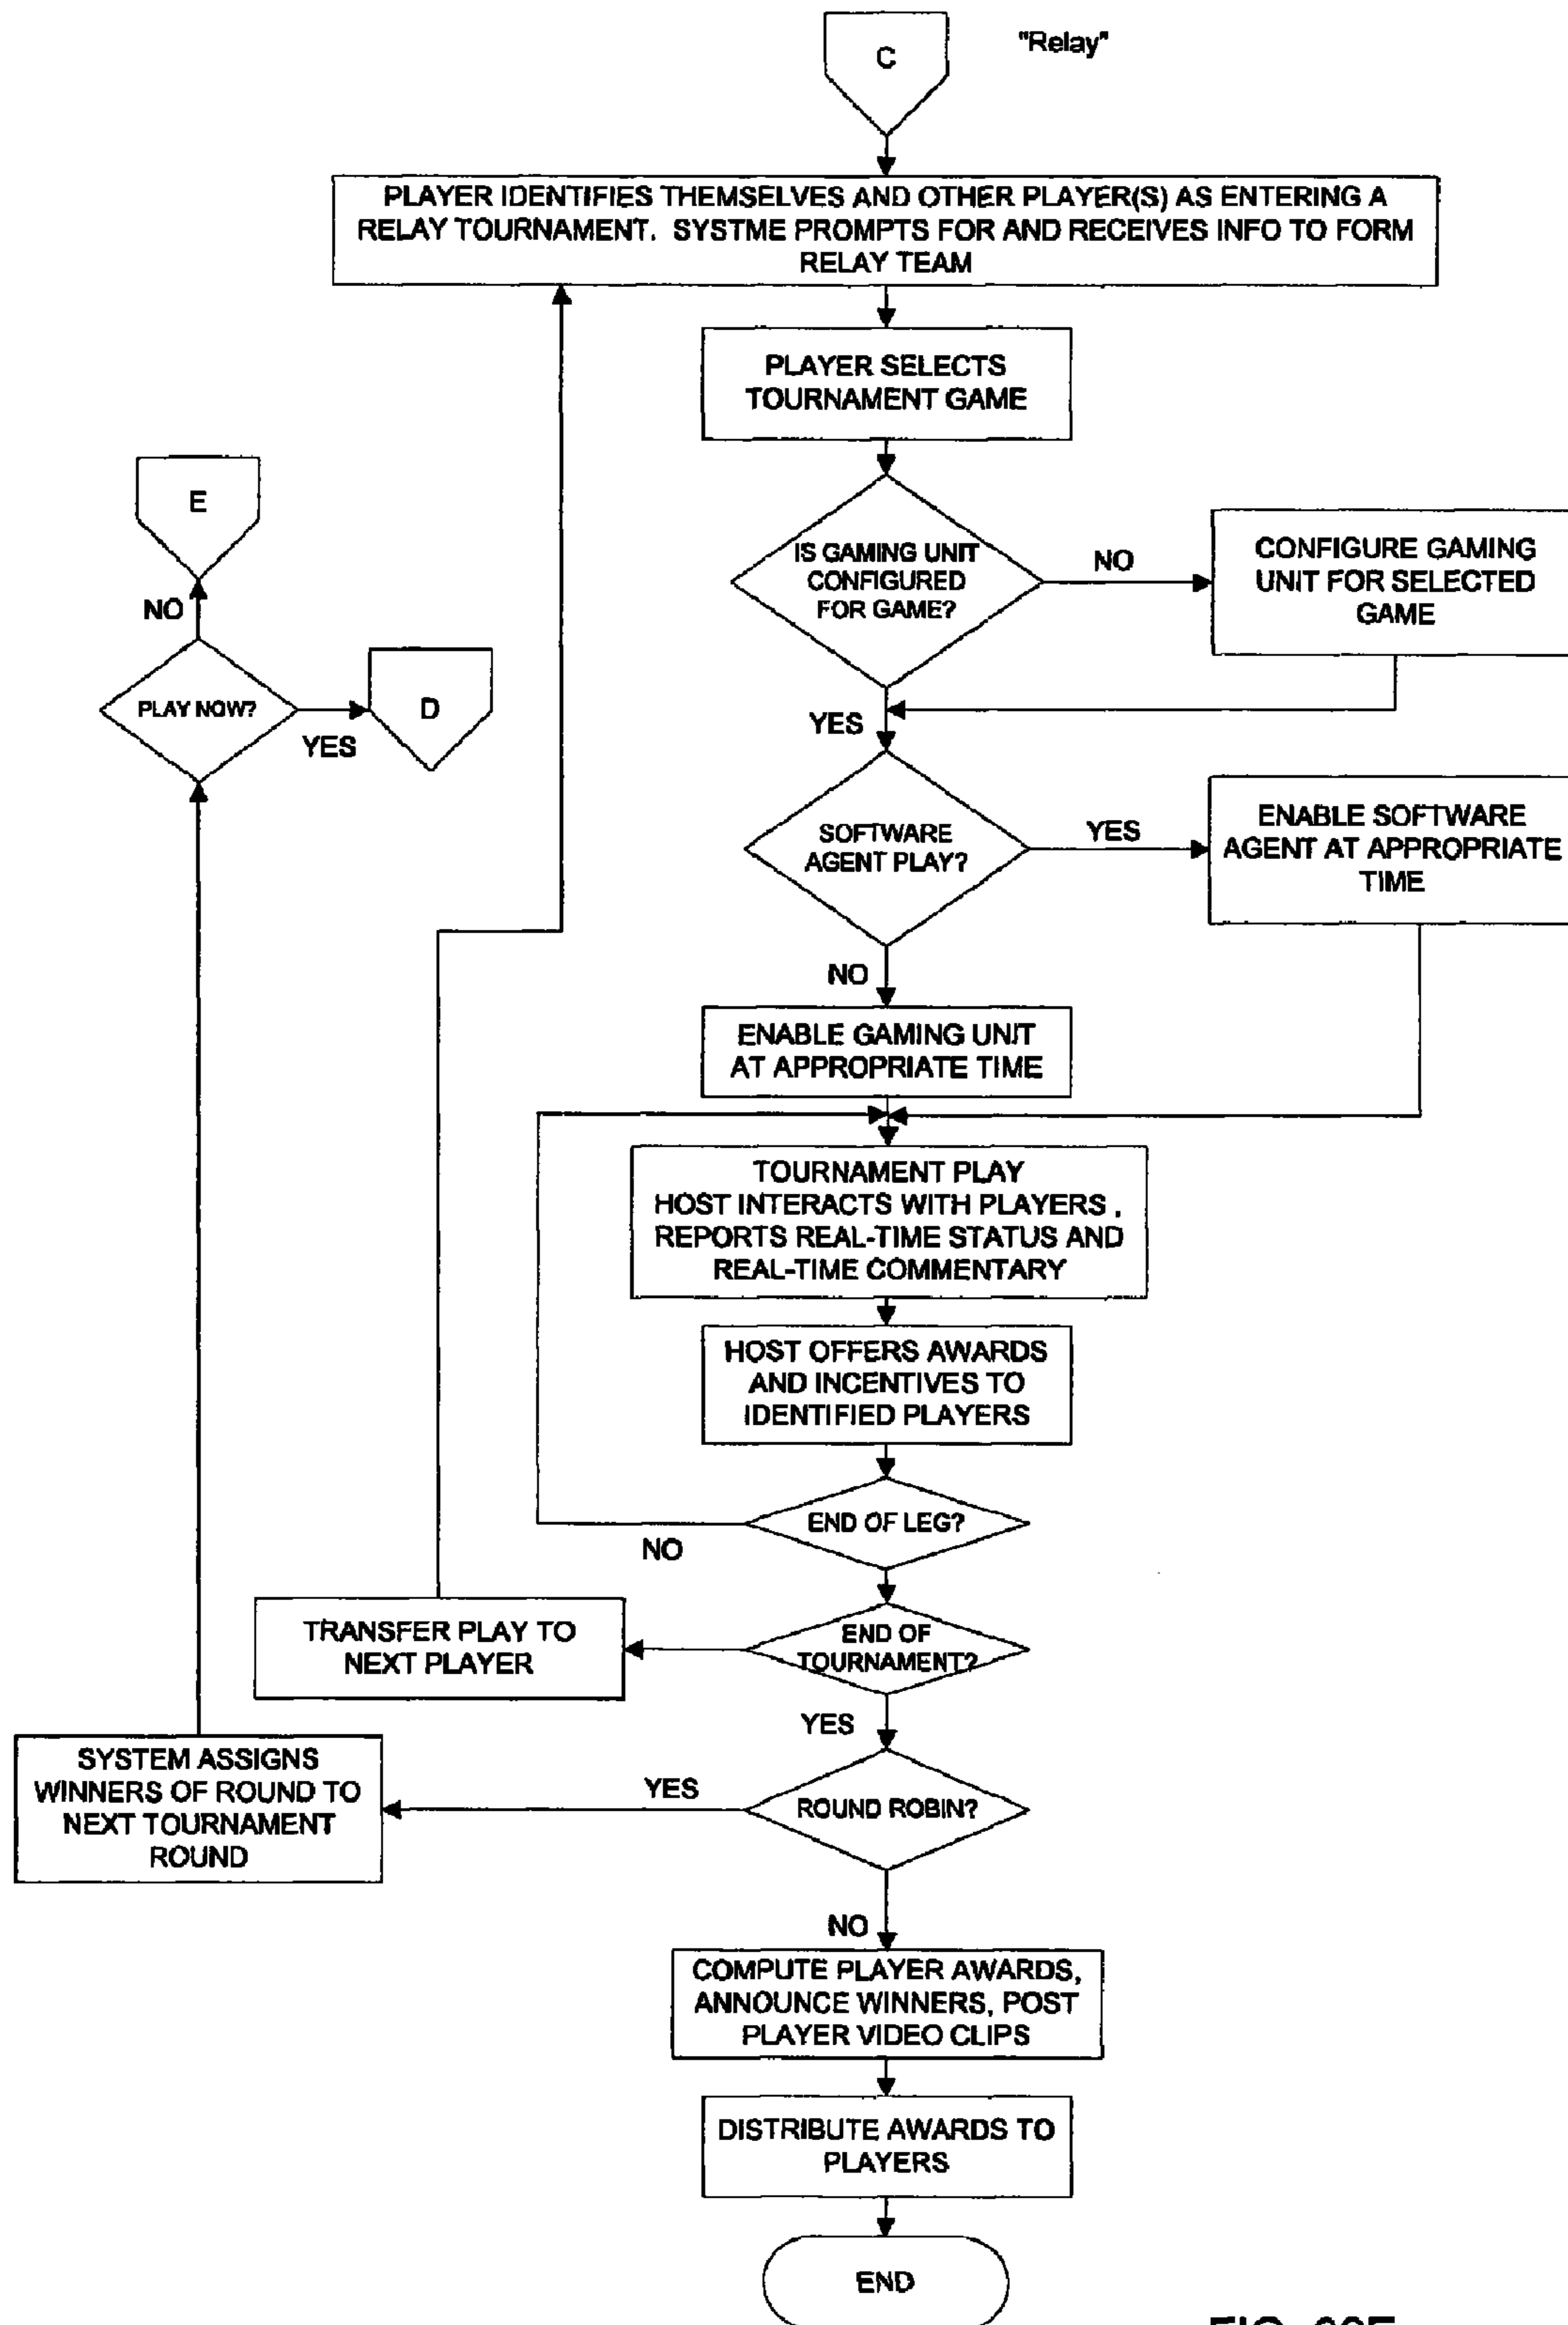 C
"Relay"
PLAYER IDENTIFIES THEMSELVES AND OTHER PLAYER(S) AS ENTERING A
RELAY TOURNAMENT. SYSTME PROMPTS FOR AND RECEIVES INFO TO FORM
RELAY TEAM
PLAYER SELECTS
TOURNAMENT GAME
E
IS GAMING UNIT
CONFIGURED
FOR GAME?
NO
CONFIGURE GAMING
UNIT FOR SELECTED
GAME
NO
PLAY NOW?
YES
D
YES
SOFTWARE
AGENT PLAY?
YES
ENABLE SOFTWARE
AGENT AT APPROPRIATE
TIME
NO
ENABLE GAMING UNIT
AT APPROPRIATE TIME
TOURNAMENT PLAY
HOST INTERACTS WITH PLAYERS ,
REPORTS REAL-TIME STATUS AND
REAL-TIME COMMENTARY
HOST OFFERS AWARDS
AND INCENTIVES TO
IDENTIFIED PLAYERS
END OF LEG?
NO
TRANSFER PLAY TO
NEXT PLAYER
END OF
TOURNAMENT?
YES
SYSTEM ASSIGNS
WINNERS OF ROUND TO
NEXT TOURNAMENT
ROUND
YES
ROUND ROBIN?
NO
COMPUTE PLAYER AWARDS,
ANNOUNCE WINNERS, POST
PLAYER VIDEO CLIPS
DISTRIBUTE AWARDS TO
PLAYERS
END